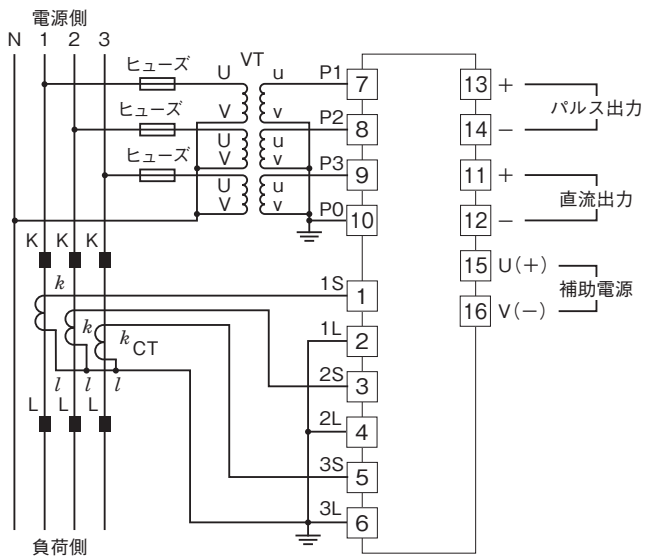 電源側
N 1 2 3
ヒューズ U VT u P1 7 13 +
パルス出力
V v
ヒューズ U u P2 8 14 −
V v
ヒューズ U u P3 9 11 +
直流出力
V v
P0 10 12 −
K K K 15 U(+)
補助電源
k 1S 1 16 V(−)
k k CT 1L 2
l l l 2S 3
L L L 2L 4
3S 5
3L 6
負荷側